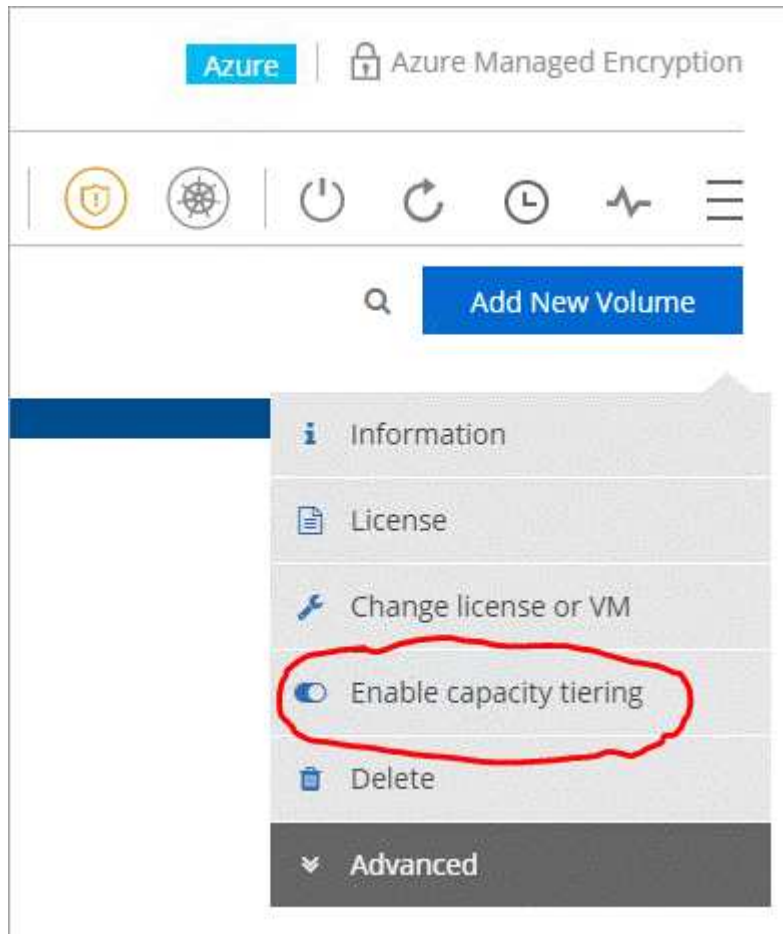 Azure
Azure Managed Encryption
Add New Volume
Information
License
Change license or VM
Enable capacity tiering
Delete
Advanced